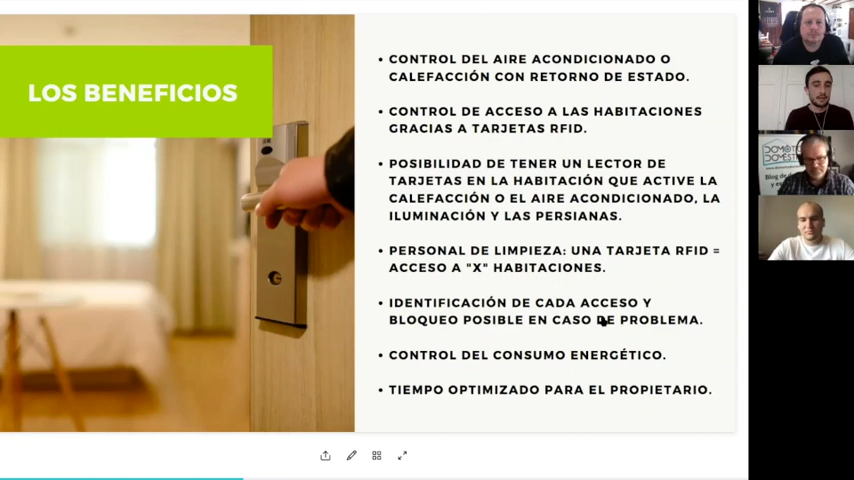 LOS BENEFICIOS
• CONTROL DEL AIRE ACONDICIONADO O
CALEFACCIÓN CON RETORNO DE ESTADO.
• CONTROL DE ACCESO A LAS HABITACIONES
GRACIAS A TARJETAS RFID.
• POSIBILIDAD DE TENER UN LECTOR DE
TARJETAS EN LA HABITACIÓN QUE ACTIVE LA
CALEFACCIÓN O EL AIRE ACONDICIONADO, LA
ILUMINACIÓN Y LAS PERSIANAS.
• PERSONAL DE LIMPIEZA: UNA TARJETA RFID =
ACCESO A "X" HABITACIONES.
• IDENTIFICACIÓN DE CADA ACCESO Y
BLOQUEO POSIBLE EN CASO DE PROBLEMA.
• CONTROL DEL CONSUMO ENERGÉTICO.
• TIEMPO OPTIMIZADO PARA EL PROPIETARIO.
Blog de